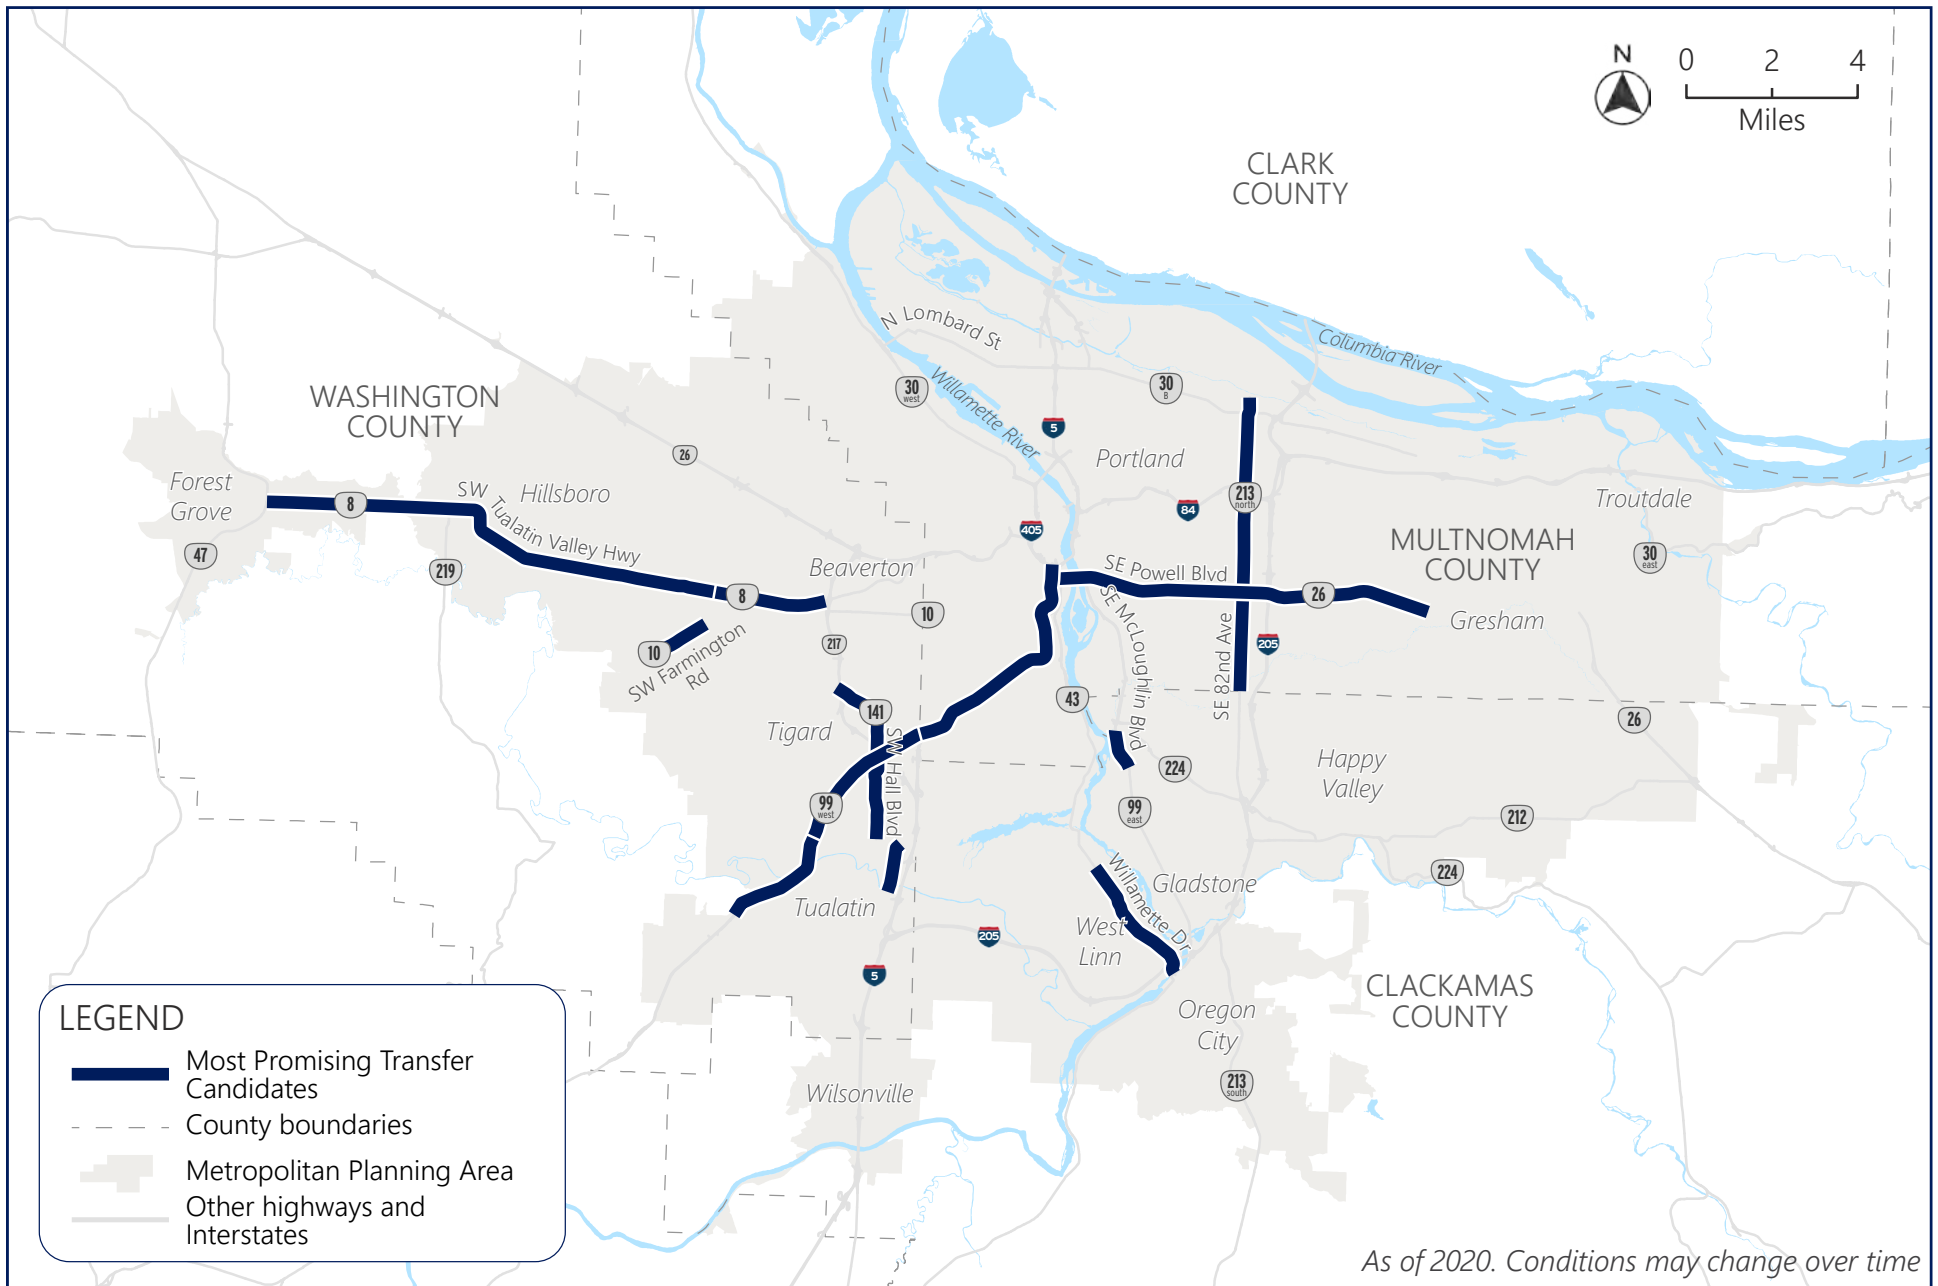 N
0 2 4
Miles
CLARK
COUNTY
N Lombard St
Columbia River
30
west
Willamette River
30
B
WASHINGTON
COUNTY
5
26
Portland
Forest
Grove
8
SW Tualatin Valley Hwy
Hillsboro
213
north
84
Troutdale
405
MULTNOMAH
COUNTY
47
219
Beaverton
SE Powell Blvd
30
east
8
26
10
Gresham
SE McLoughlin Blvd
217
10
SW Farmington
Rd
SE 82nd Ave
205
43
141
Tigard
26
SW Hall Blvd
224
Happy
Valley
99
west
99
east
212
224
Willamette Dr
Gladstone
Tualatin
West
Linn
205
5
CLACKAMAS
COUNTY
Oregon
City
213
south
Wilsonville
LEGEND
Most Promising Transfer
Candidates
County boundaries
Metropolitan Planning Area
Other highways and
Interstates
As of 2020. Conditions may change over time